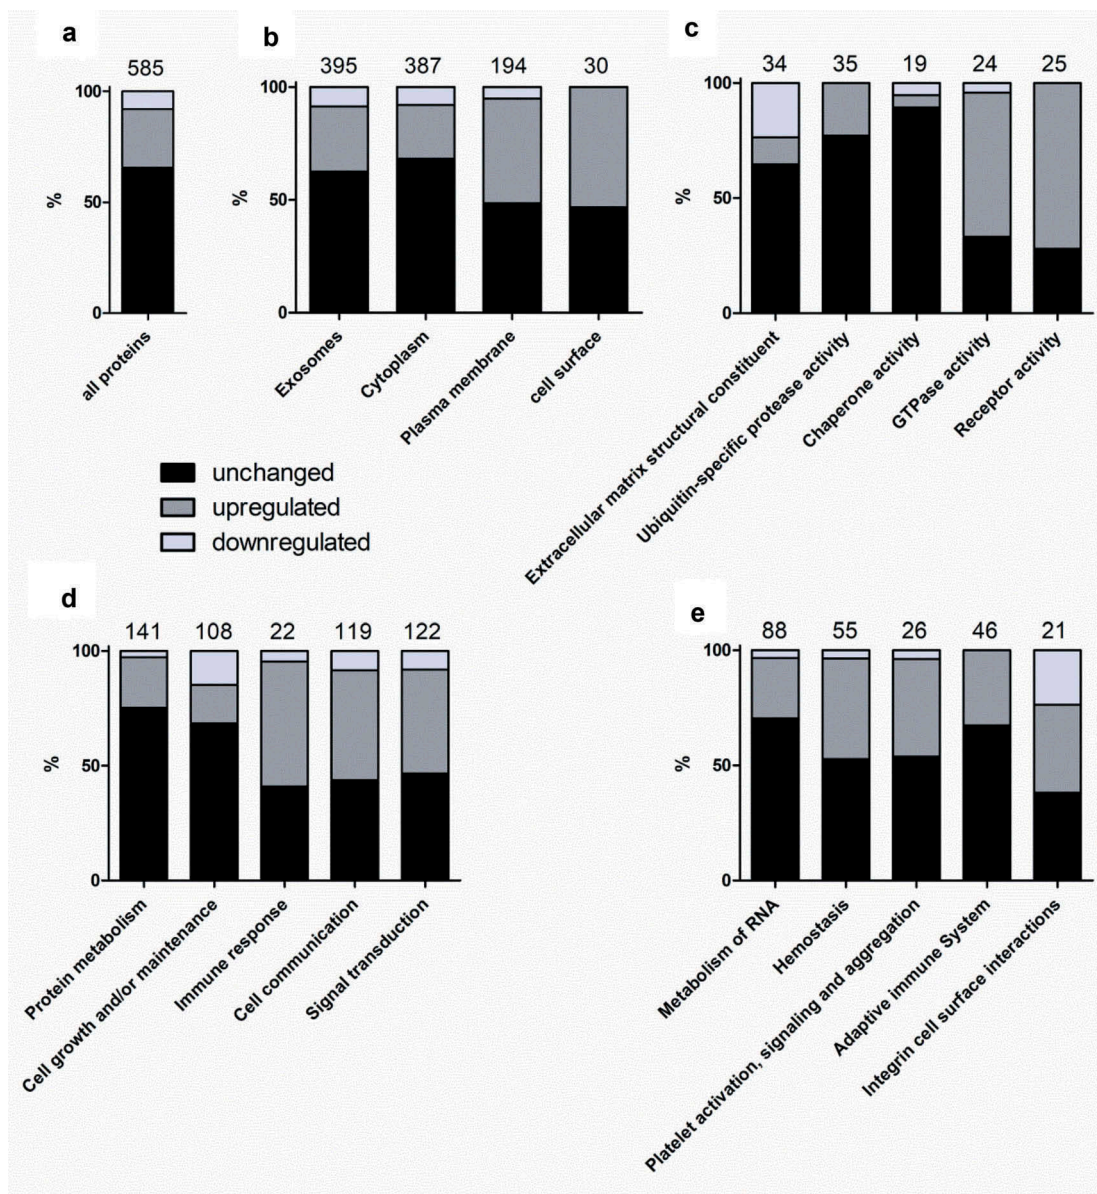 a
585
100
50
0
%
all proteins
b
395 387 194 30
100
50
0
%
Exosomes
Cytoplasm
Plasma membrane
cell surface
c
34 35 19 24 25
100
50
0
%
Extracellular matrix structural constituent
Ubiquitin-specific protease activity
Chaperone activity
GTPase activity
Receptor activity
unchanged
upregulated
downregulated
d
141 108 22 119 122
100
50
0
%
Protein metabolism
Cell growth and/or maintenance
Immune response
Cell communication
Signal transduction
e
88 55 26 46 21
100
50
0
%
Metabolism of RNA
Hemostasis
Platelet activation, signaling and aggregation
Adaptive immune System
Integrin cell surface interactions